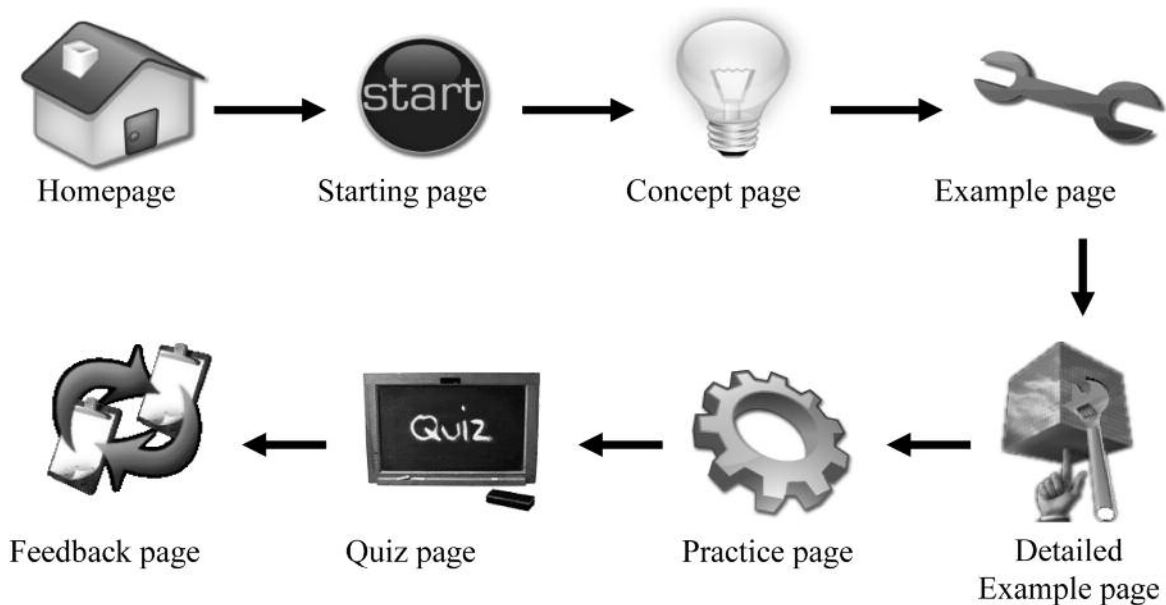 start
Homepage
Starting page
Concept page
Example page
Quiz
Feedback page
Quiz page
Practice page
Detailed
Example page